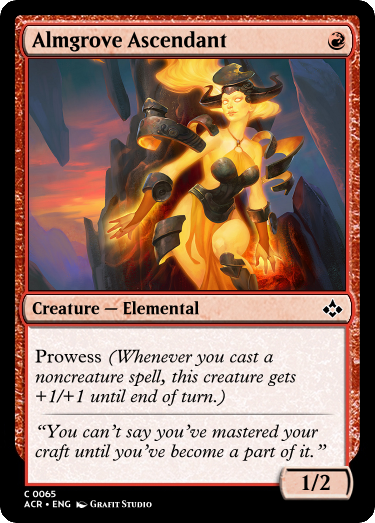 Almgrove Ascendant
Creature — Elemental
Prowess (Whenever you cast a
noncreature spell, this creature gets
+1/+1 until end of turn.)
“You can’t say you’ve mastered your
craft until you’ve become a part of it.”
1/2
C 0065
ACR • EN​G Grafit Studio